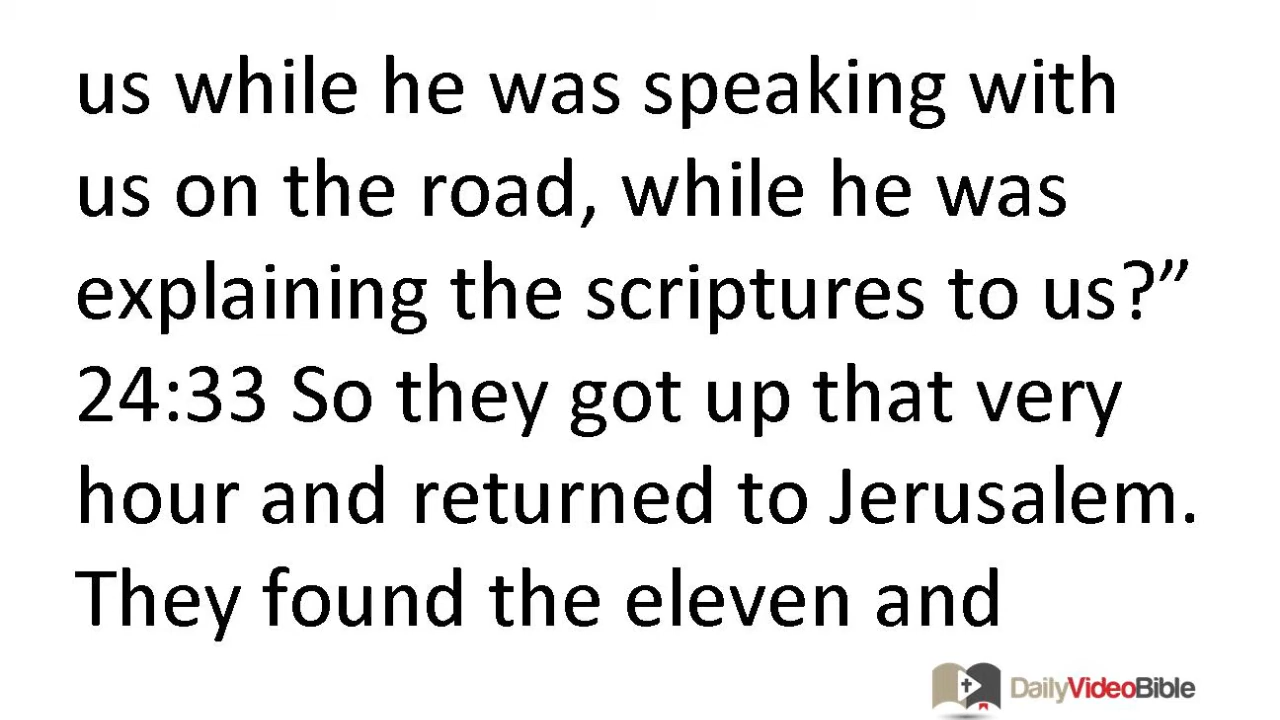 us while he was speaking with
us on the road, while he was
explaining the scriptures to us?”
24:33 So they got up that very
hour and returned to Jerusalem.
They found the eleven and
DailyVideoBible